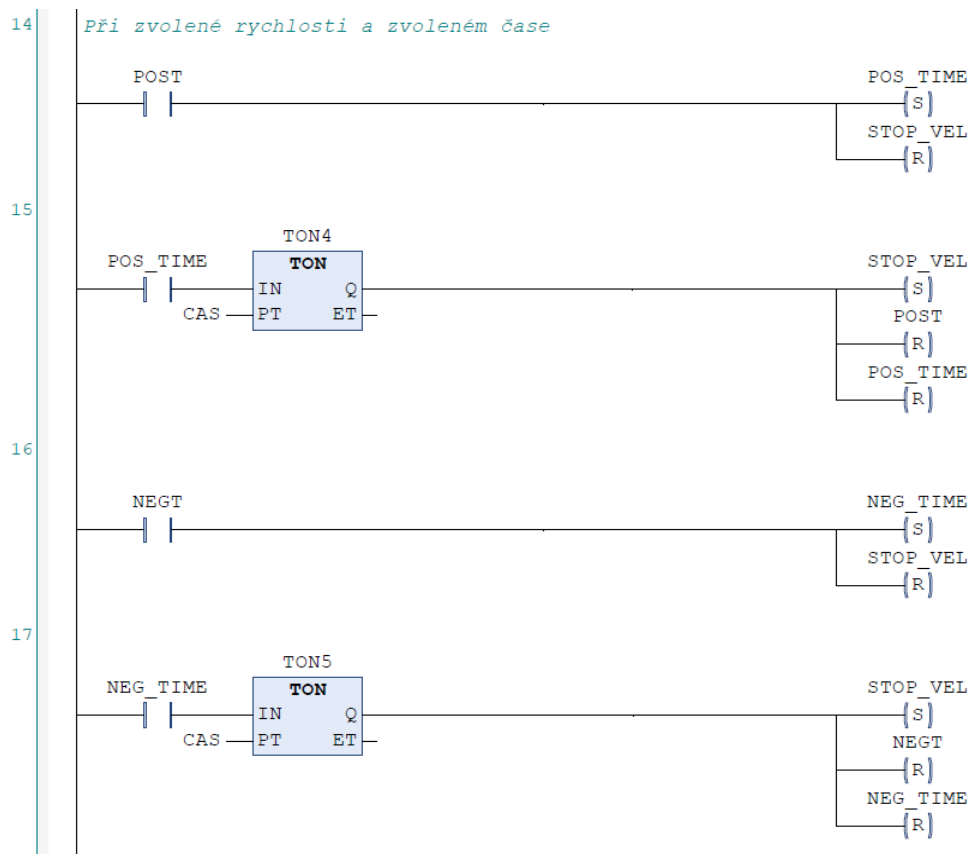 14 Při zvolené rychlosti a zvoleném čase
POST POS_TIME
S
STOP_VEL
R
15
TON4
POS_TIME TON STOP_VEL
IN Q S
CAS PT ET POST
R
POS_TIME
R
16
NEGT NEG_TIME
S
STOP_VEL
R
17
TON5
NEG_TIME TON STOP_VEL
IN Q S
CAS PT ET NEGT
R
NEG_TIME
R